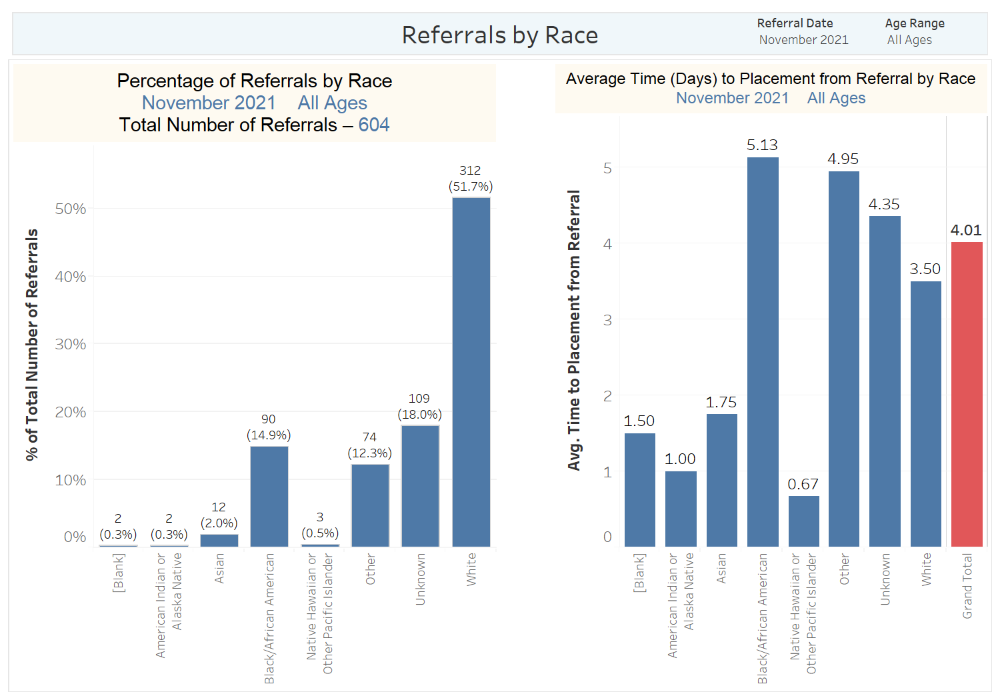 Referrals by Race
Referral Date
November 2021
Age Range
All Ages
Percentage of Referrals by Race
November 2021 All Ages
Total Number of Referrals – 604
% of Total Number of Referrals
50%
40%
30%
20%
10%
0%
2
(0.3%)
2
(0.3%)
12
(2.0%)
90
(14.9%)
3
(0.5%)
74
(12.3%)
109
(18.0%)
312
(51.7%)
[Blank]
American Indian or
Alaska Native
Asian
Black/African American
Native Hawaiian or
Other Pacific Islander
Other
Unknown
White
Average Time (Days) to Placement from Referral by Race
November 2021 All Ages
Avg. Time to Placement from Referral
5
4
3
2
1
0
1.50
1.00
1.75
5.13
0.67
4.95
4.35
3.50
4.01
[Blank]
American Indian or
Alaska Native
Asian
Black/African American
Native Hawaiian or
Other Pacific Islander
Other
Unknown
White
Grand Total